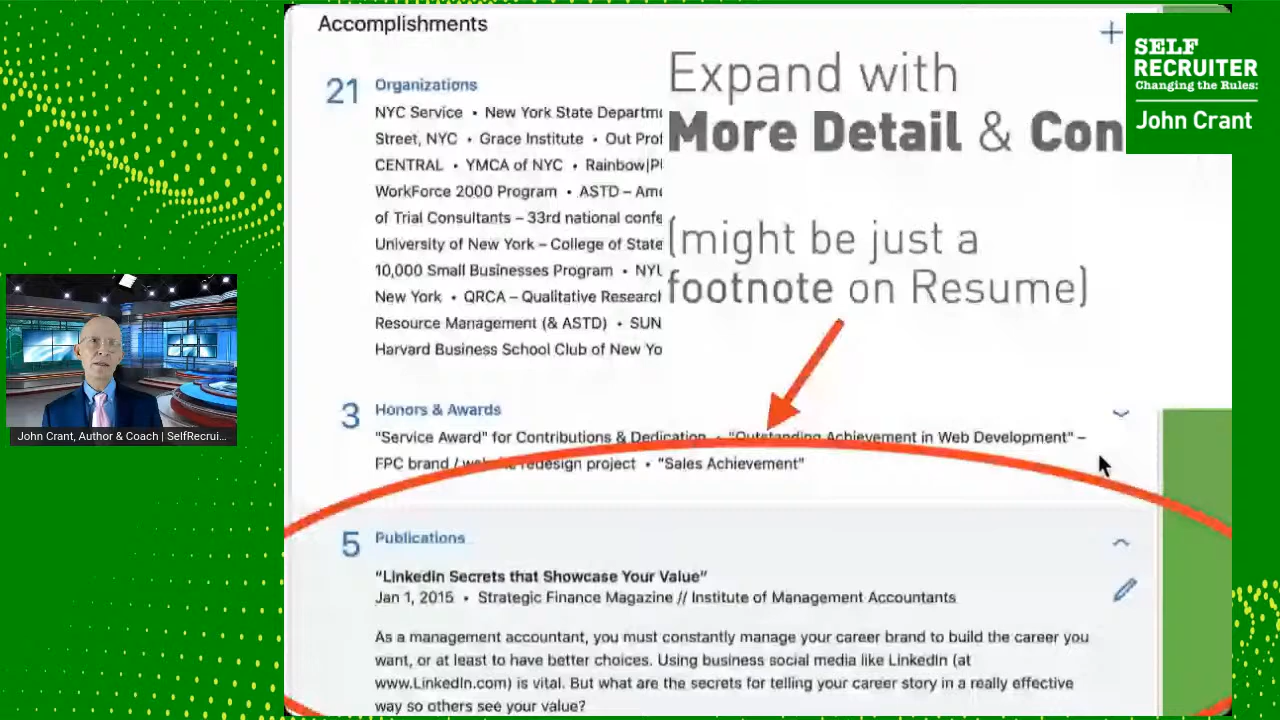 Accomplishments
SELF
RECRUITER
Changing the Rules:
John Crant
Expand with
More Detail & Con
(might be just a
footnote on Resume)
21 Organizations
NYC Service • New York State Departm
Street, NYC • Grace Institute • Out Prof
CENTRAL • YMCA of NYC • Rainbow|Pl
WorkForce 2000 Program • ASTD – Ame
of Trial Consultants – 33rd national confe
University of New York – College of State
10,000 Small Businesses Program • NYU
New York • QRCA – Qualitative Research
Resource Management (& ASTD) • SUN
Harvard Business School Club of New Yo
3 Honors & Awards
"Service Award" for Contributions & Dedication • "Outstanding Achievement in Web Development" –
FPC brand / website redesign project • "Sales Achievement"
5 Publications
"LinkedIn Secrets that Showcase Your Value"
Jan 1, 2015 • Strategic Finance Magazine // Institute of Management Accountants
As a management accountant, you must constantly manage your career brand to build the career you
want, or at least to have better choices. Using business social media like LinkedIn (at
www.LinkedIn.com) is vital. But what are the secrets for telling your career story in a really effective
way so others see your value?
John Crant, Author & Coach | SelfRecrui...